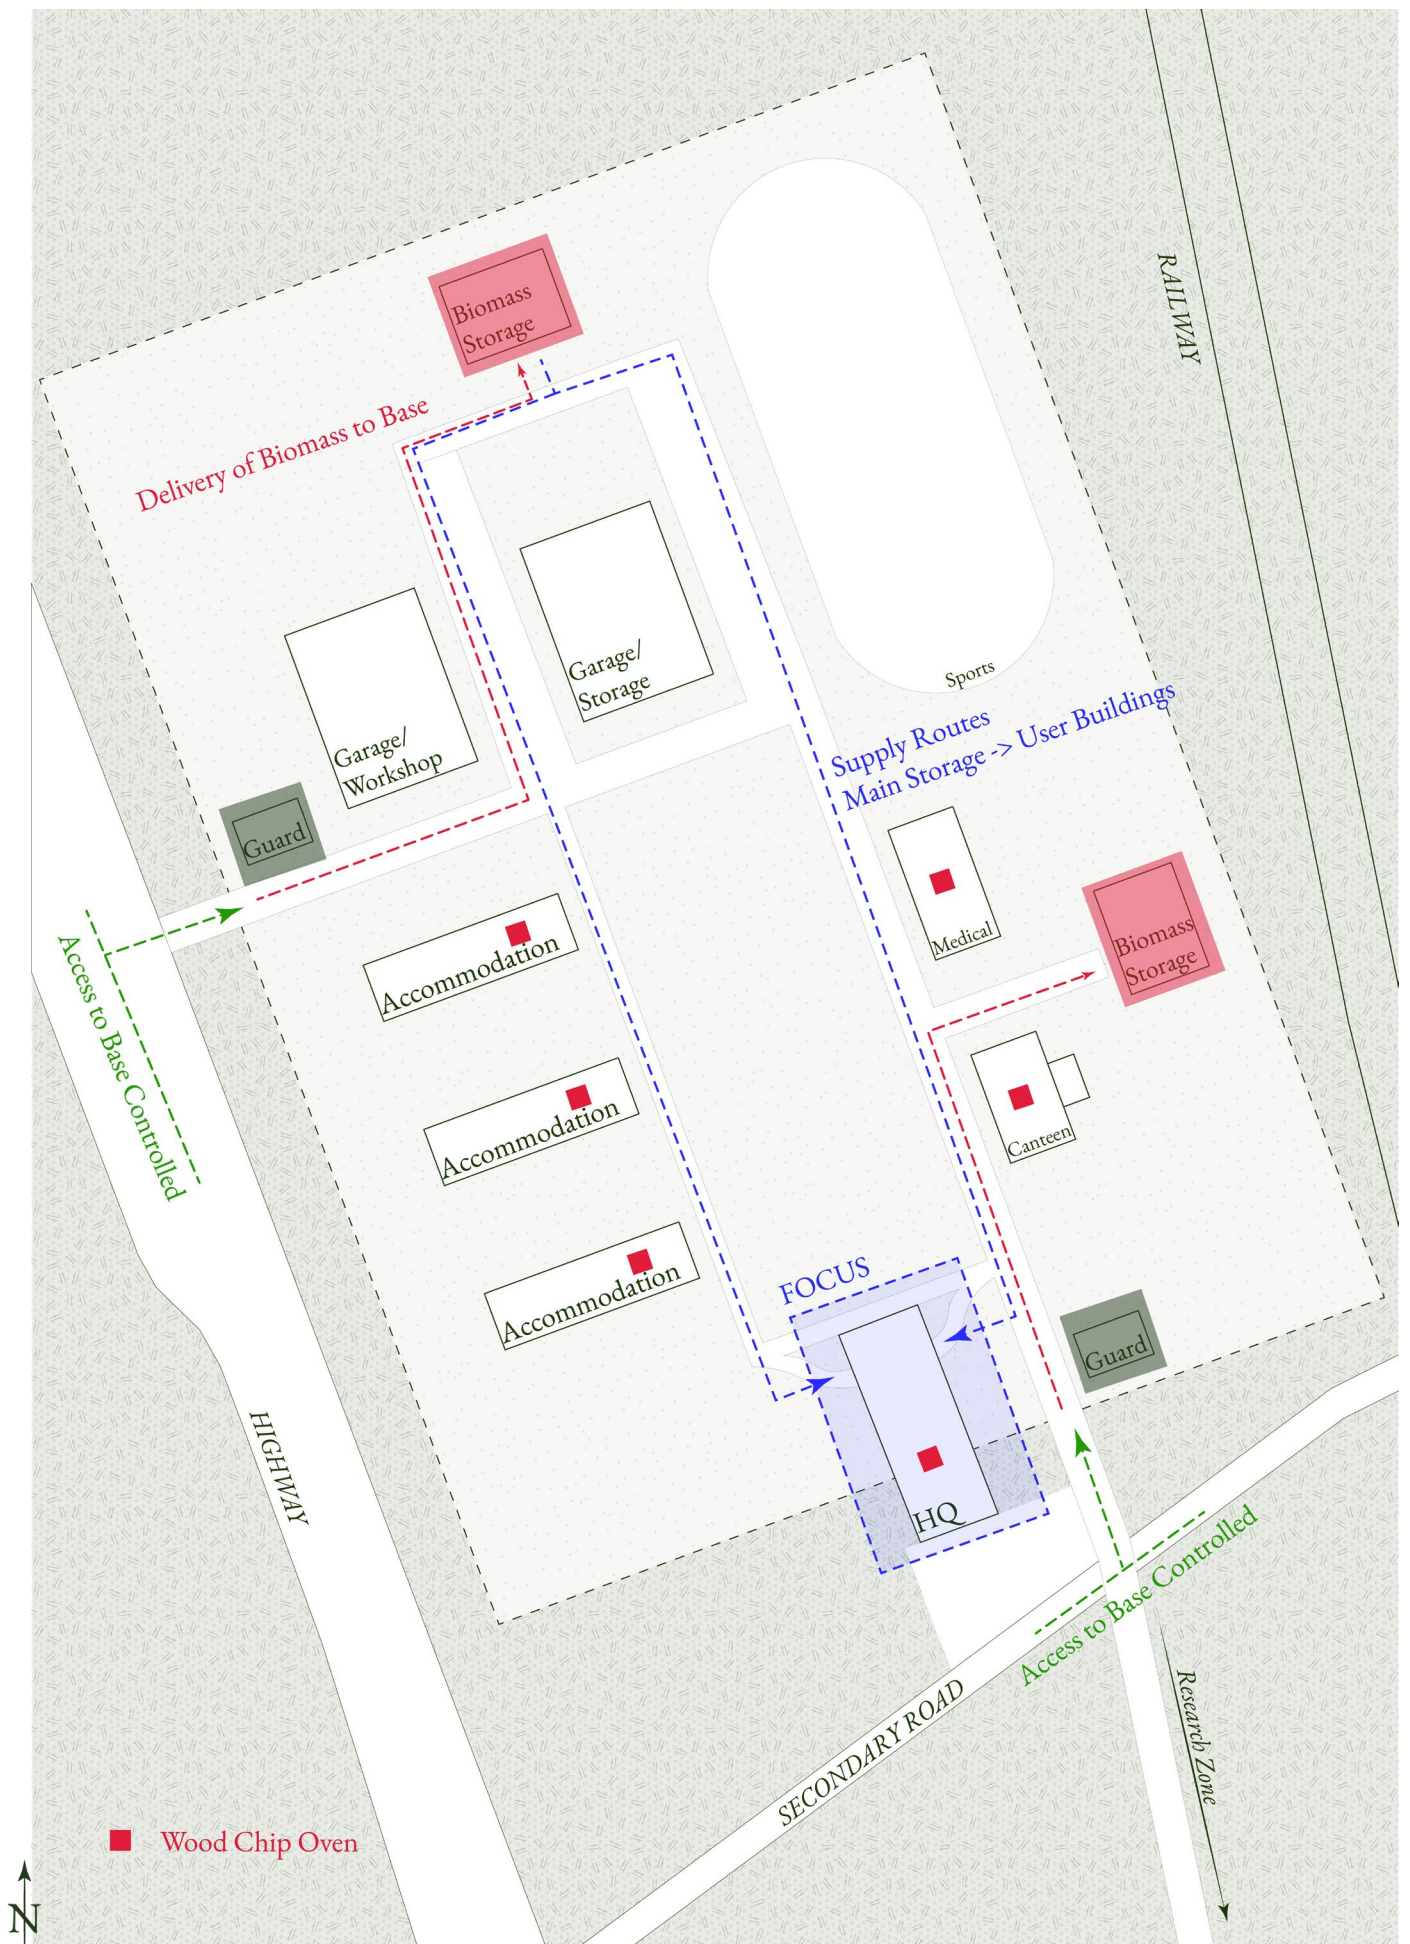 RAILWAY
Biomass
Storage
Delivery of Biomass to Base
Garage/
Storage
Sports
Garage/
Workshop
Supply Routes
Main Storage -> User Buildings
Guard
Medical
Biomass
Storage
Accommodation
Access to Base Controlled
Accommodation
Canteen
Accommodation
FOCUS
Guard
HIGHWAY
HQ
Access to Base Controlled
SECONDARY ROAD
Research Zone
Wood Chip Oven
N